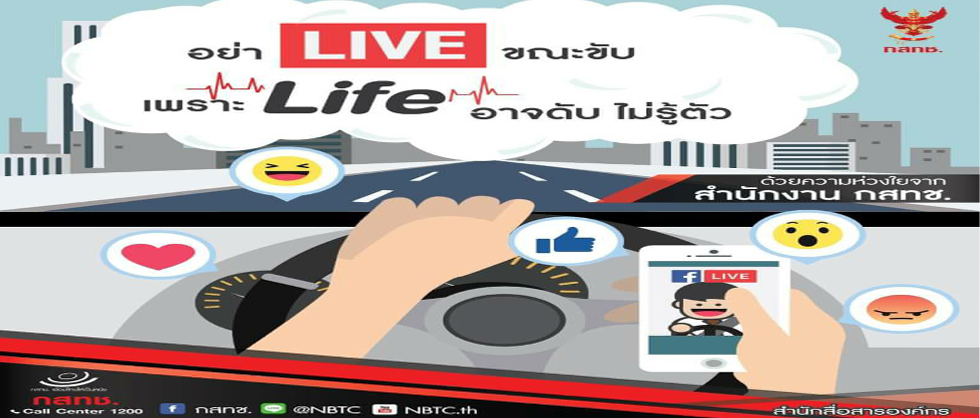 อย่า LIVE ขณะขับ
เพราะ Life อาจดับ ไม่รู้ตัว
กสทช.
ด้วยความห่วงใยจาก
สำนักงาน กสทช.
f LIVE
กสทช.
Call Center 1200
f กสทช. LINE @NBTC You Tube NBTC.th
สำนักสื่อสารองค์กร